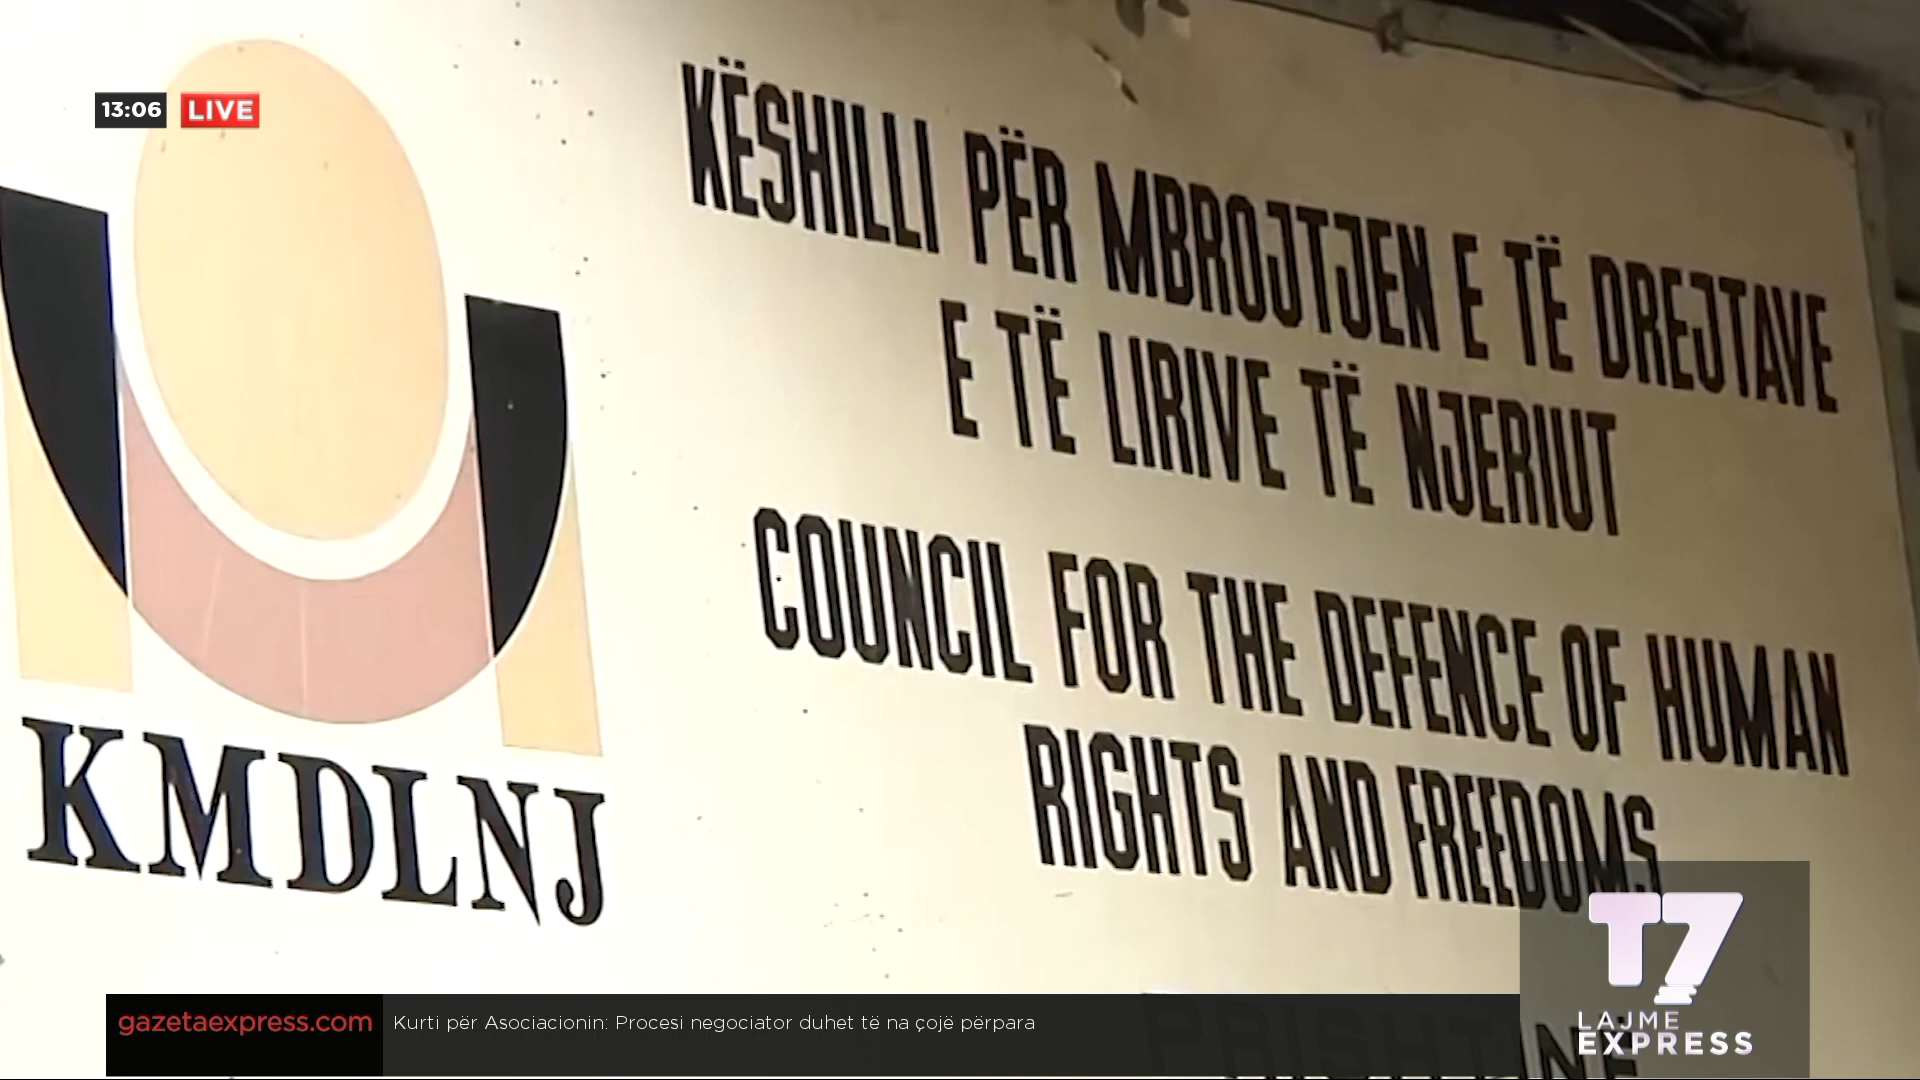 13:06 LIVE
KËSHILLI PËR MBROJTJEN E TË DREJTAVE
E TË LIRIVE TË NJERIUT
COUNCIL FOR THE DEFENCE OF HUMAN
RIGHTS AND FREEDOMS
KMDLNJ
T7
LAJME
EXPRESS
gazetaexpress.com Kurti për Asociacionin: Procesi negociator duhet të na çojë përpara